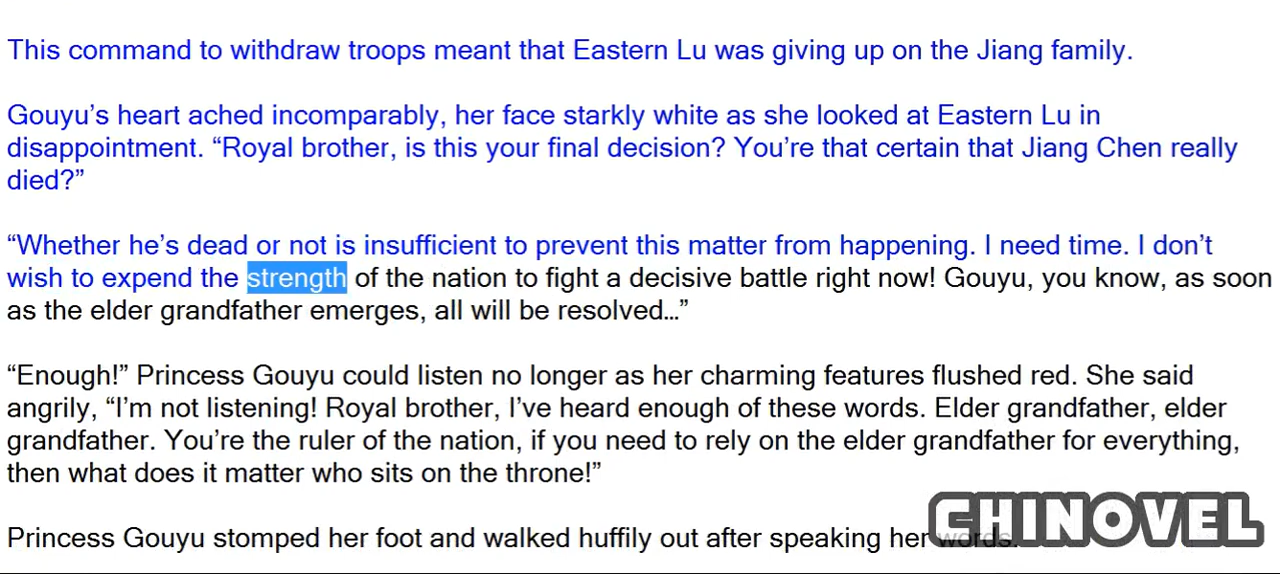 This command to withdraw troops meant that Eastern Lu was giving up on the Jiang family.
Gouyu’s heart ached incomparably, her face starkly white as she looked at Eastern Lu in
disappointment. “Royal brother, is this your final decision? You’re that certain that Jiang Chen really
died?”
“Whether he’s dead or not is insufficient to prevent this matter from happening. I need time. I don’t
wish to expend the strength of the nation to fight a decisive battle right now! Gouyu, you know, as soon
as the elder grandfather emerges, all will be resolved…”
“Enough!” Princess Gouyu could listen no longer as her charming features flushed red. She said
angrily, “I’m not listening! Royal brother, I’ve heard enough of these words. Elder grandfather, elder
grandfather. You’re the ruler of the nation, if you need to rely on the elder grandfather for everything,
then what does it matter who sits on the throne!”
Princess Gouyu stomped her foot and walked huffily out after speaking her words.
CHINOVEL